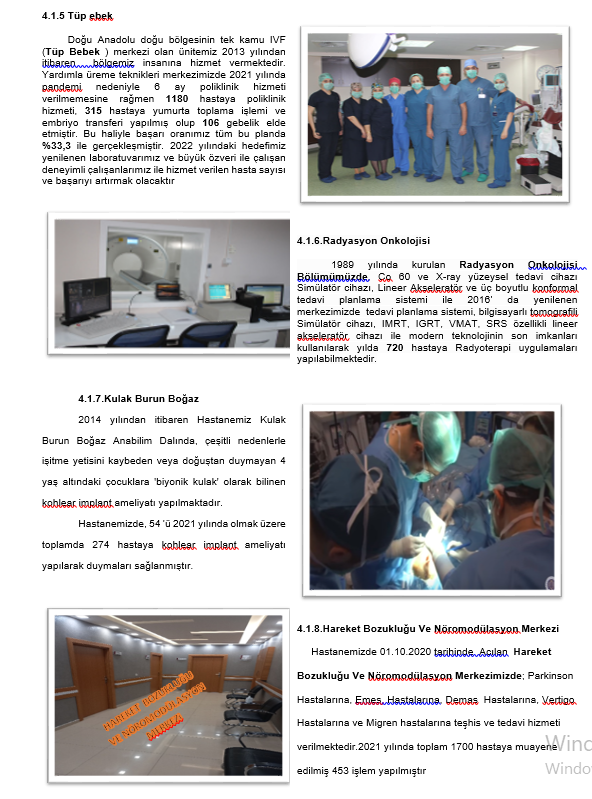 4.1.5 Tüp ebek
Doğu Anadolu doğu bölgesinin tek kamu IVF
(Tüp Bebek ) merkezi olan ünitemiz 2013 yılından
itibaren bölgemiz insanına hizmet vermektedir.
Yardımla üreme teknikleri merkezimizde 2021 yılında
pandemi nedeniyle 6 ay poliklinik hizmeti
verilmemesine rağmen 1180 hastaya poliklinik
hizmeti, 315 hastaya yumurta toplama işlemi ve
embriyo transferi yapılmış olup 106 gebelik elde
etmiştir. Bu haliyle başarı oranımız tüm bu planda
%33,3 ile gerçekleşmiştir. 2022 yılındaki hedefimiz
yenilenen laboratuvarımız ve büyük özveri ile çalışan
deneyimli çalışanlarımız ile hizmet verilen hasta sayısı
ve başarıyı artırmak olacaktır
4.1.6.Radyasyon Onkolojisi
1989 yılında kurulan Radyasyon Onkolojisi
Bölümümüzde, Co 60 ve X-ray yüzeysel tedavi cihazı
Simülatör cihazı, Lineer Akseleratör ve üç boyutlu konformal
tedavi planlama sistemi ile 2016' da yenilenen
merkezimizde tedavi planlama sistemi, bilgisayarlı tomografili
Simülatör cihazı, IMRT, IGRT, VMAT, SRS özellikli lineer
akseleratör cihazı ile modern teknolojinin son imkanları
kullanılarak yılda 720 hastaya Radyoterapi uygulamaları
yapılabilmektedir.
4.1.7.Kulak Burun Boğaz
2014 yılından itibaren Hastanemiz Kulak
Burun Boğaz Anabilim Dalında, çeşitli nedenlerle
işitme yetisini kaybeden veya doğuştan duymayan 4
yaş altındaki çocuklara 'biyonik kulak' olarak bilinen
kohlear implant ameliyatı yapılmaktadır.
Hastanemizde, 54 'ü 2021 yılında olmak üzere
toplamda 274 hastaya kohlear implant ameliyatı
yapılarak duymaları sağlanmıştır.
HAREKET BOZUKLUĞU
VE NÖROMODÜLASYON
MERKEZİ
4.1.8.Hareket Bozukluğu Ve Nöromodülasyon Merkezi
Hastanemizde 01.10.2020 tarihinde Açılan Hareket
Bozukluğu Ve Nöromodülasyon Merkezimizde; Parkinson
Hastalarına, Emes Hastalarına Demas Hastalarına, Vertigo
Hastalarına ve Migren hastalarına teşhis ve tedavi hizmeti
verilmektedir.2021 yılında toplam 1700 hastaya muayene
edilmiş 453 işlem yapılmıştır